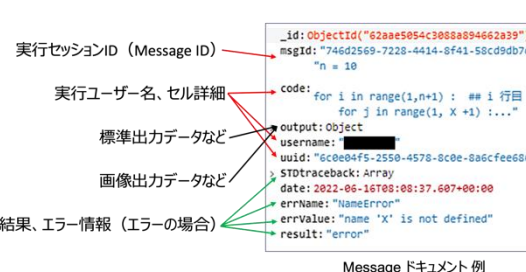 実行セッションID（Message ID）
実行ユーザー名、セル詳細
標準出力データなど
画像出力データなど
結果、エラー情報（エラーの場合）
_id: ObjectId("62aae5054c3088a894662a39"
msgId: "746d2569-7228-4414-8f41-58cd9db7
"n = 10
code:
for i in range(1,n+1) : ## i 行目
for j in range(1, X +1) :..."
output: Object
username: " "
uuid: "6c0e04f5-2550-4578-8c0e-8a6cfee68
> STDtraceback: Array
date: 2022-06-16T08:08:37.607+00:00
errName: "NameError"
errValue: "name 'X' is not defined"
result: "error"
Message ドキュメント 例